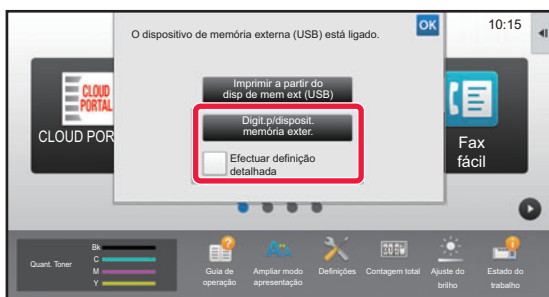 O dispositivo de memória externa (USB) está ligado.
OK
10:15
Imprimir a partir do
disp de mem ext (USB)
Digit.p/disposit.
memória exter.
Efectuar definição
detalhada
CLOUD
PORTAL
CLOUD POR
Fax
fácil
Quant. Toner
Bk
C
M
Y
Guia de
operação
Ampliar modo
apresentação
Definições
Contagem total
Ajuste do
brilho
Estado do
trabalho